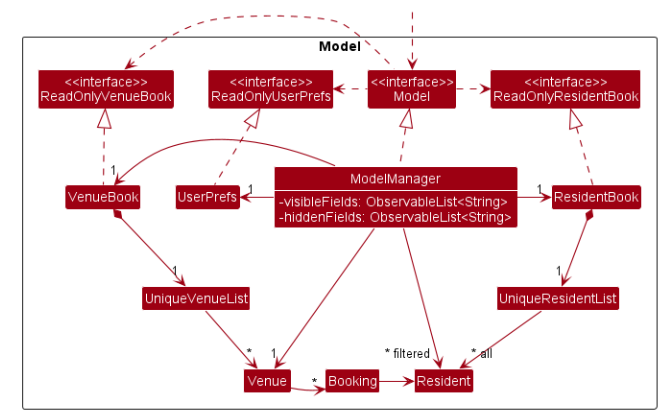 Model
<<interface>>
ReadOnlyVenueBook
<<interface>>
ReadOnlyUserPrefs
<<interface>>
Model
<<interface>>
ReadOnlyResidentBook
1
VenueBook
UserPrefs
1
ModelManager
-visibleFields: ObservableList<String>
-hiddenFields: ObservableList<String>
1
ResidentBook
1
UniqueVenueList
1
UniqueResidentList
*
1
* filtered
* all
Venue
*
Booking
Resident